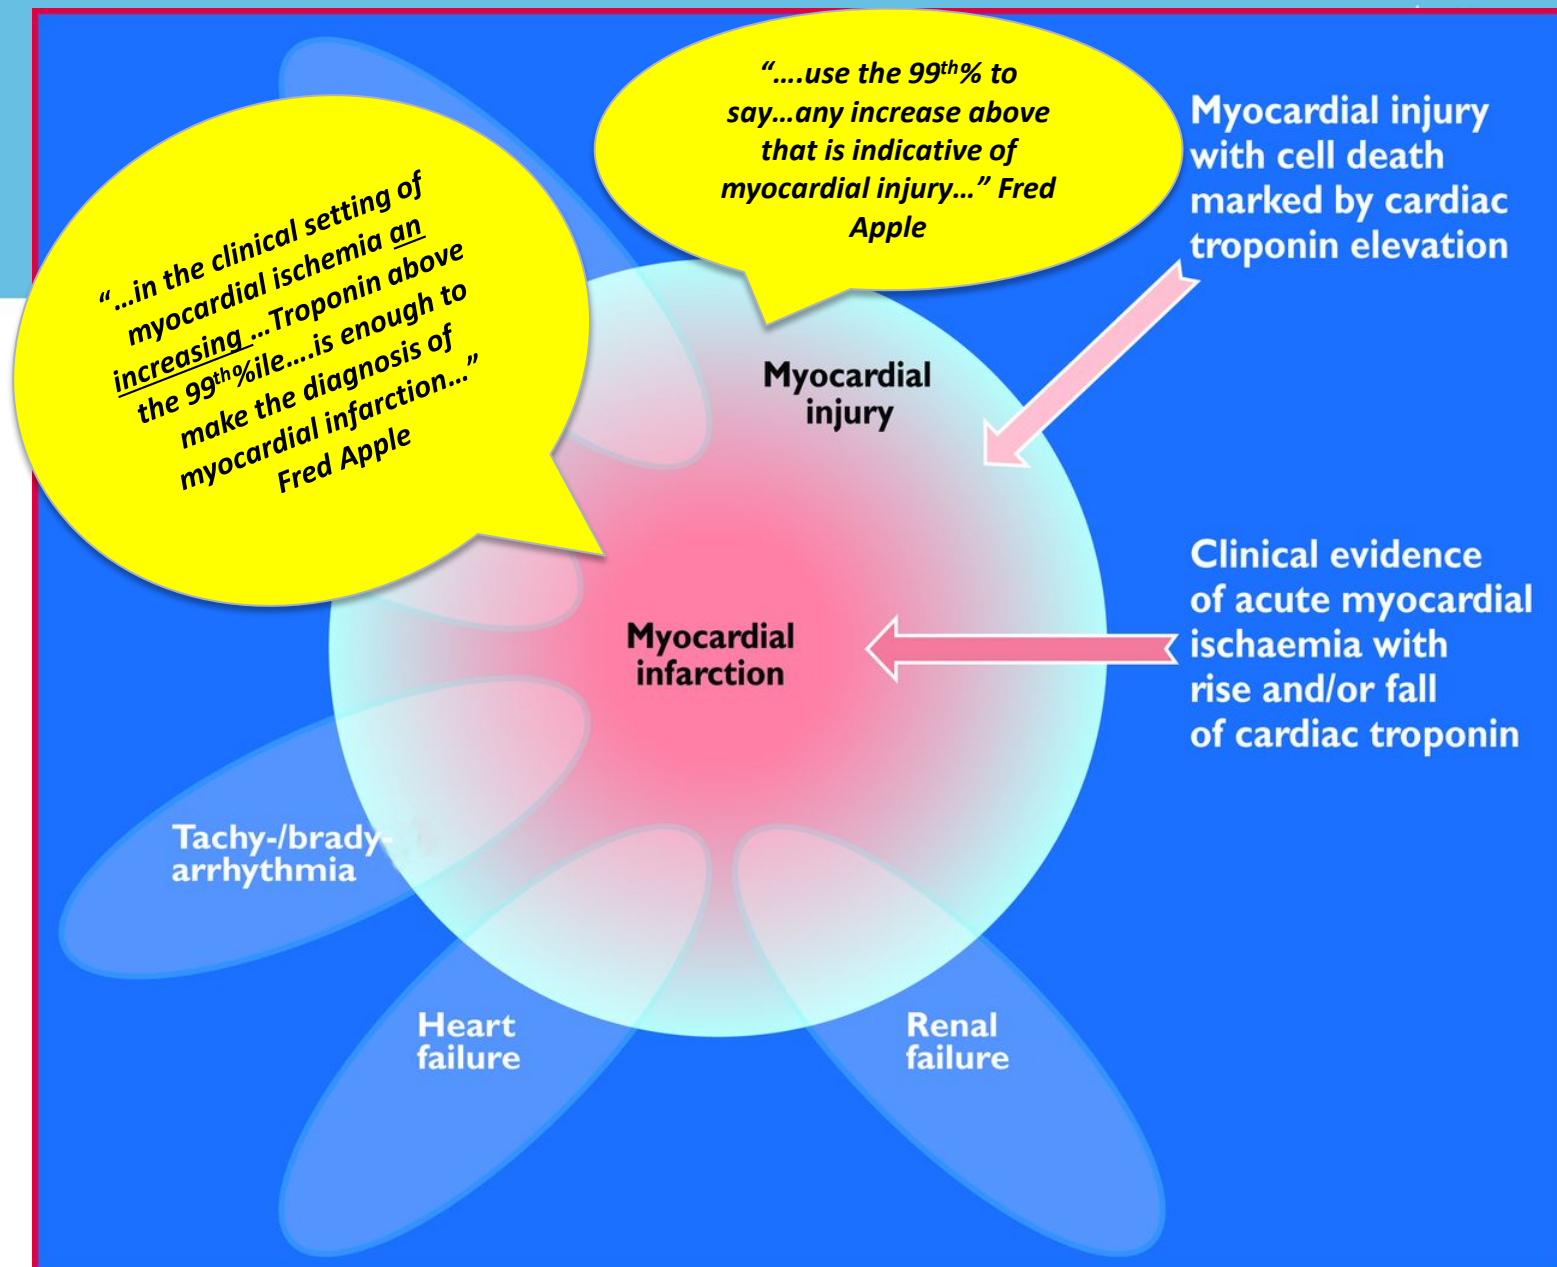 “…in the clinical setting of
myocardial ischemia an
increasing …Troponin above
the 99th%ile….is enough to
make the diagnosis of
myocardial infarction…”
Fred Apple
“….use the 99th% to
say…any increase above
that is indicative of
myocardial injury…” Fred
Apple
Myocardial injury
with cell death
marked by cardiac
troponin elevation
Myocardial
injury
Clinical evidence
of acute myocardial
ischaemia with
rise and/or fall
of cardiac troponin
Myocardial
infarction
Tachy-/brady-
arrhythmia
Heart
failure
Renal
failure